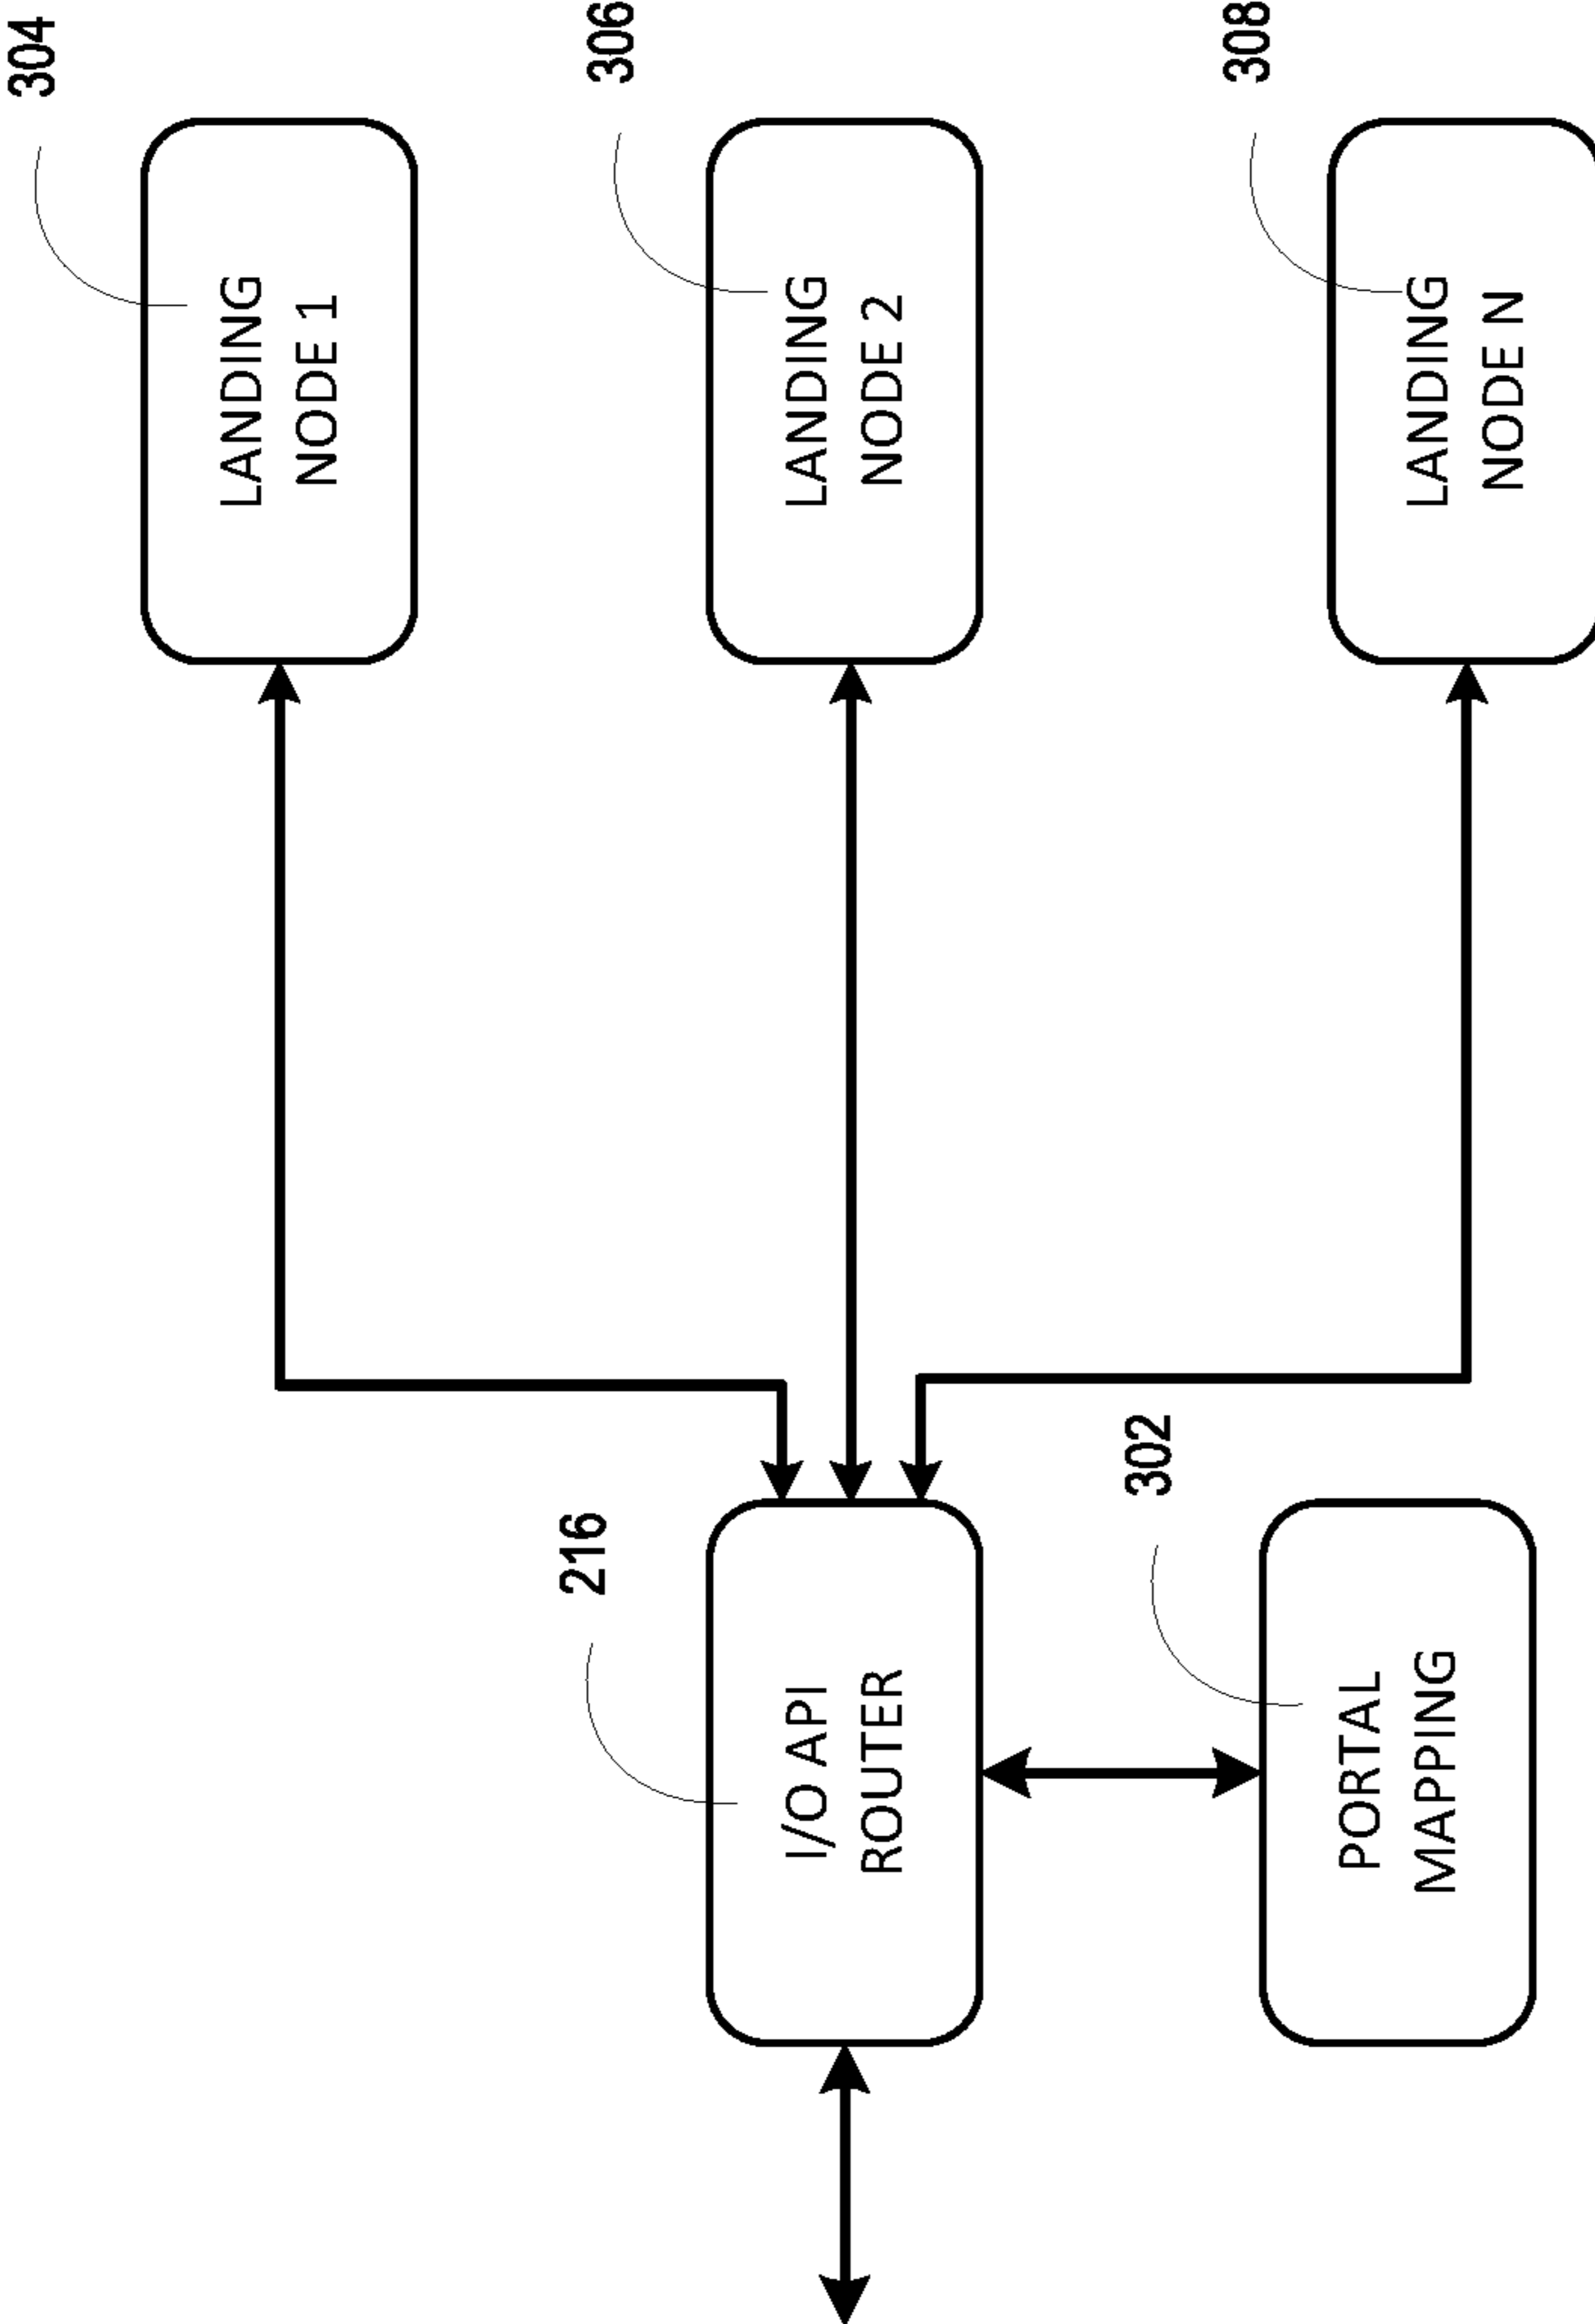 304
LANDING
NODE 1
216
I/O API
ROUTER
306
LANDING
NODE 2
302
PORTAL
MAPPING
308
LANDING
NODE N